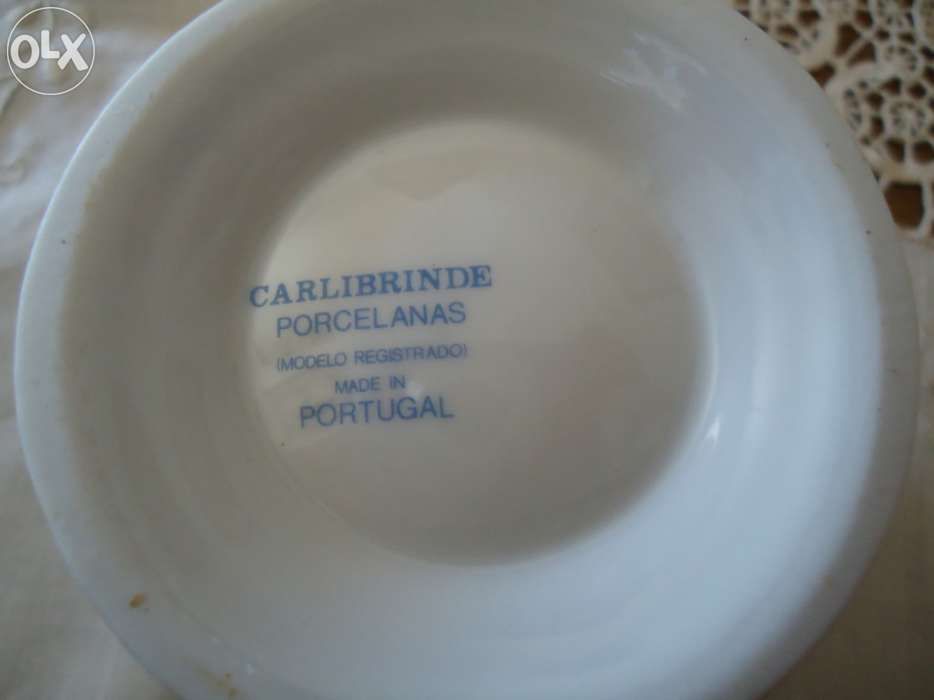 OLX
CARLIBRINDE
PORCELANAS
(MODELO REGISTRADO)
MADE IN
PORTUGAL